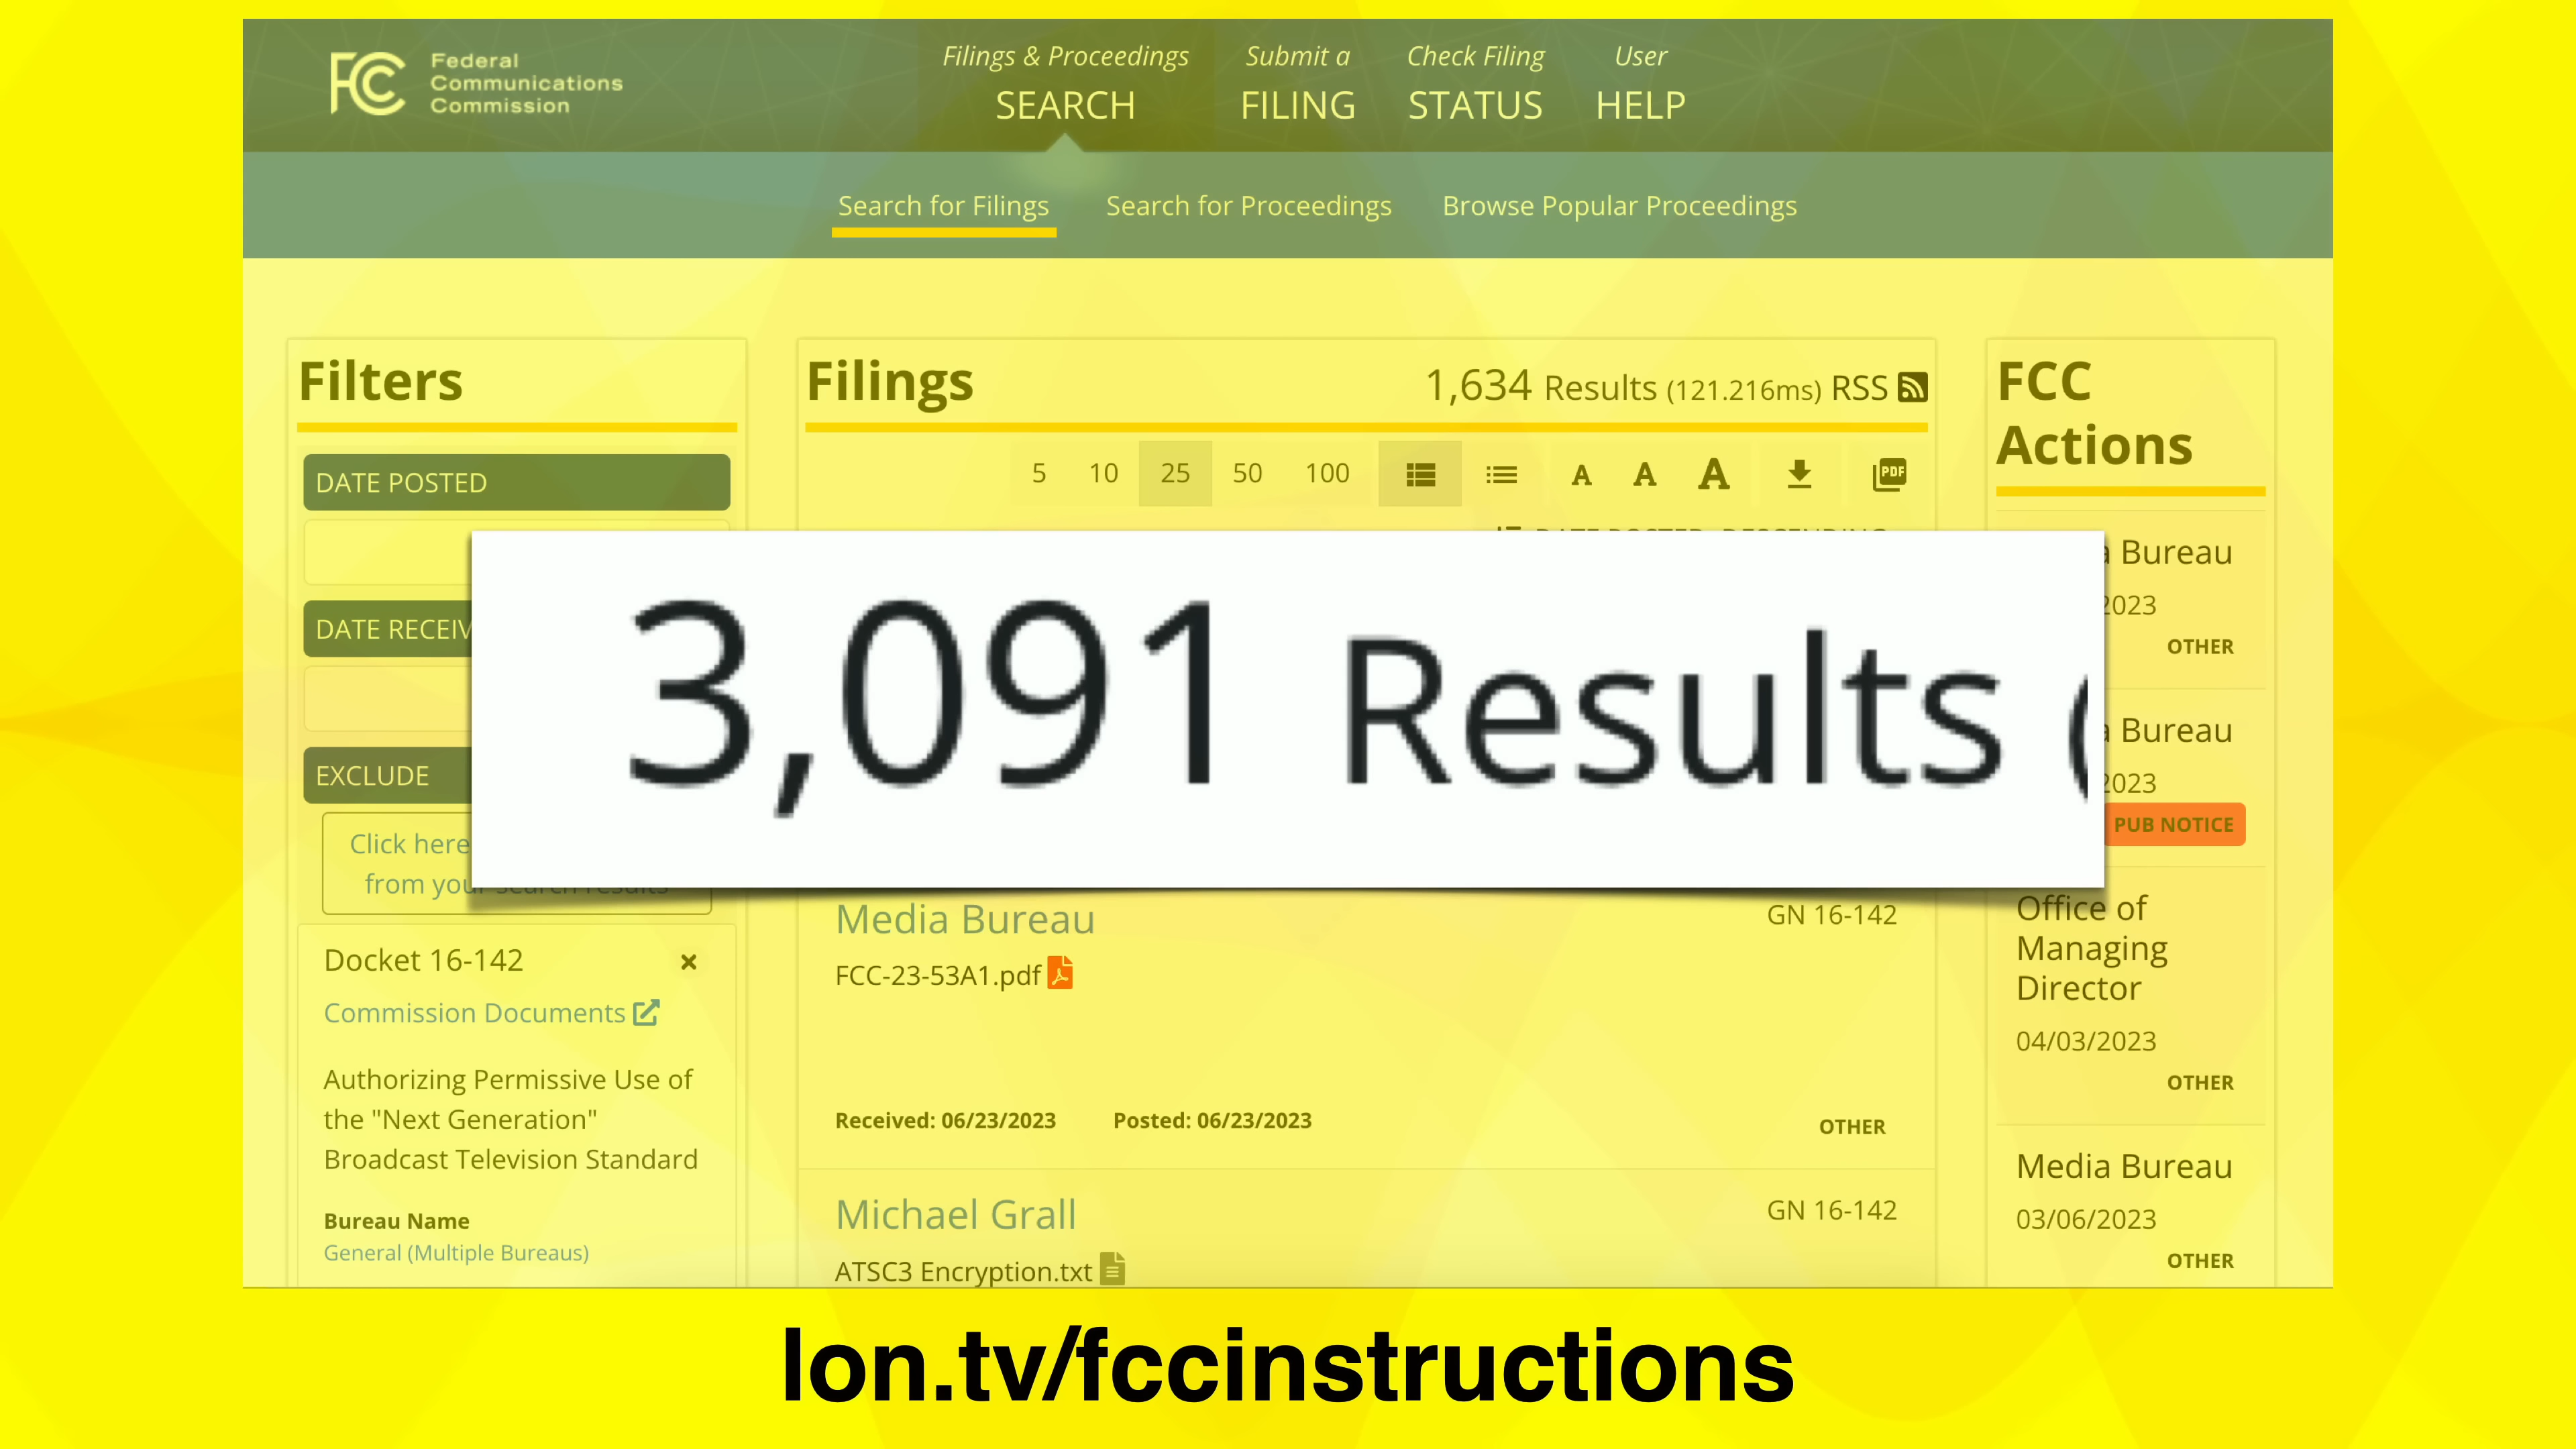 FCC Federal
Communications
Commission
Filings & Proceedings
SEARCH
Submit a
FILING
Check Filing
STATUS
User
HELP
Search for Filings
Search for Proceedings
Browse Popular Proceedings
Filters
DATE POSTED
EXCLUDE
Click here
from your search results
Docket 16-142
Commission Documents
Authorizing Permissive Use of
the "Next Generation"
Broadcast Television Standard
Bureau Name
General (Multiple Bureaus)
Filings
1,634 Results (121.216ms) RSS
5 10 25 50 100 A A A PDF
3,091 Results (
Media Bureau
GN 16-142
FCC-23-53A1.pdf
Received: 06/23/2023 Posted: 06/23/2023
OTHER
Michael Grall
GN 16-142
ATSC3 Encryption.txt
FCC
Actions
Bureau
2023
OTHER
Bureau
2023
PUB NOTICE
Office of
Managing
Director
04/03/2023
OTHER
Media Bureau
03/06/2023
OTHER
lon.tv/fccinstructions